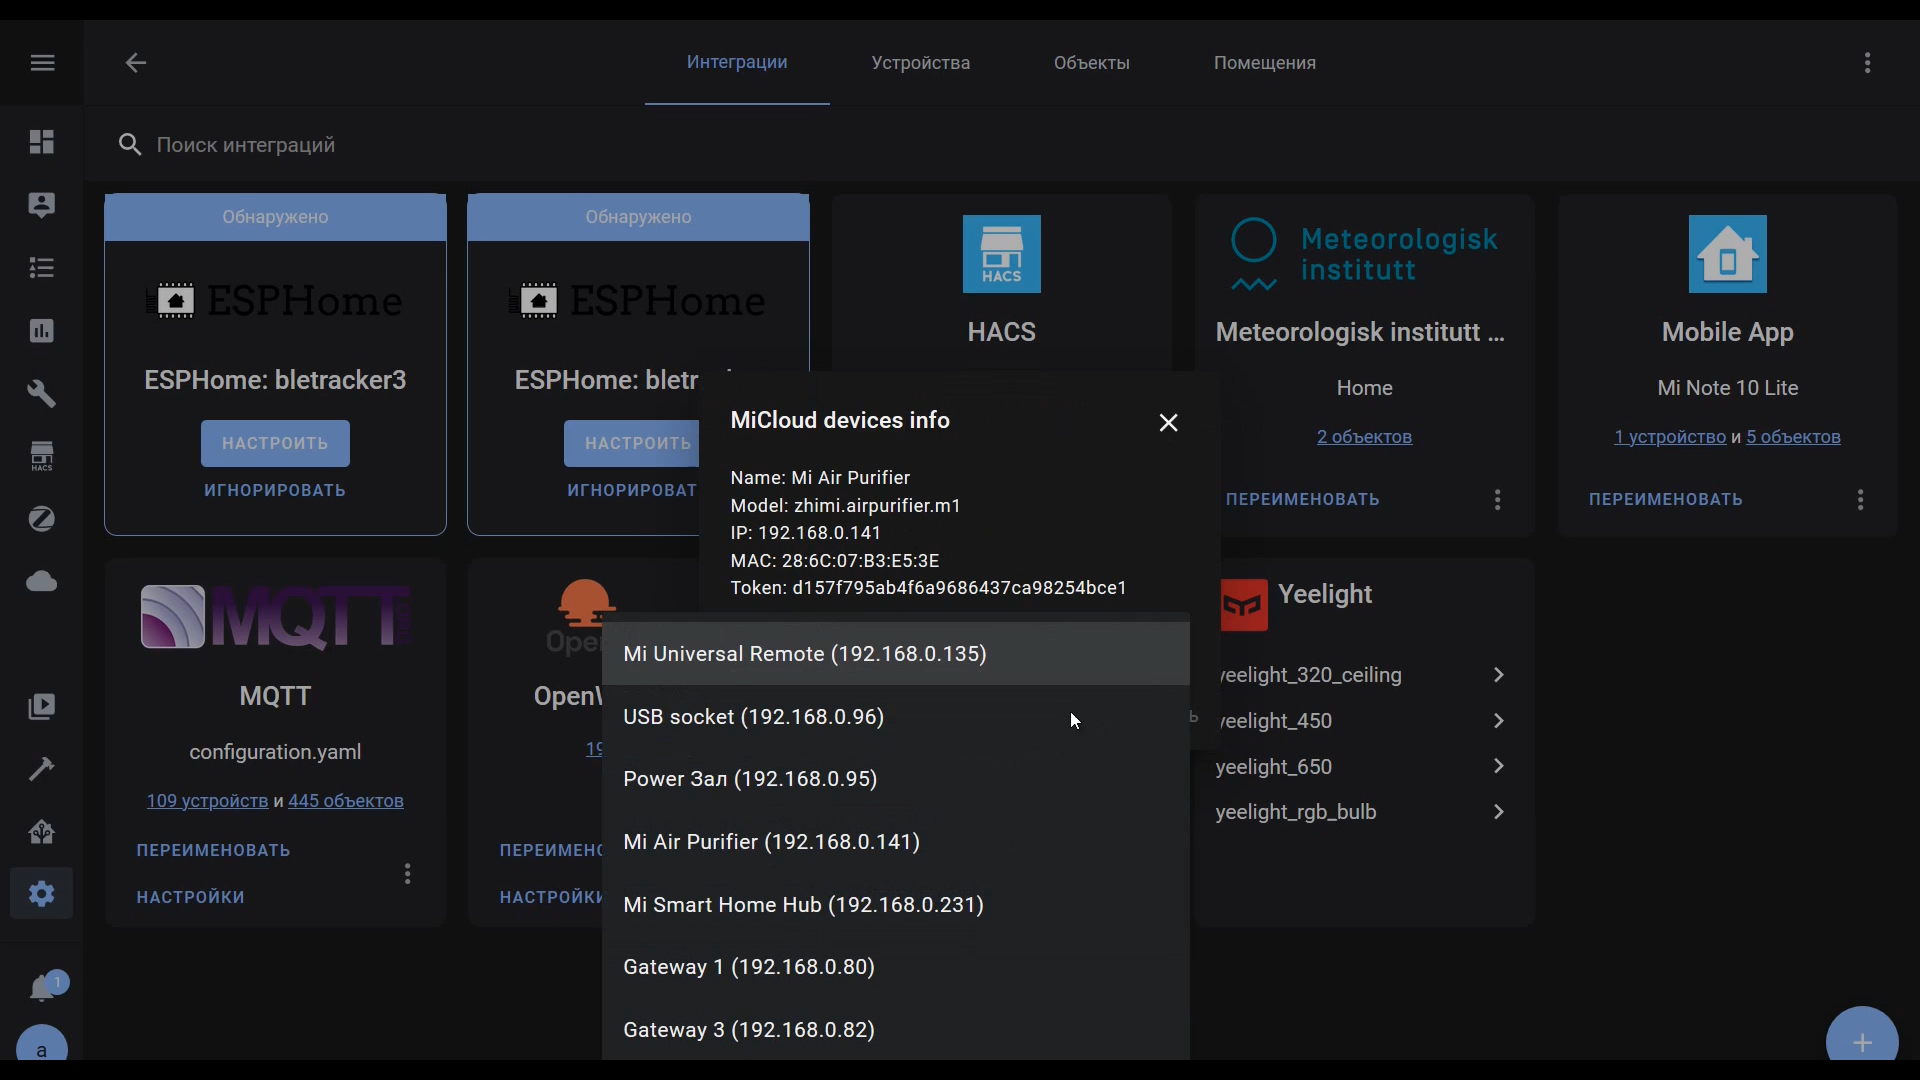 Интеграции
Устройства
Объекты
Помещения
Поиск интеграций
Обнаружено
ESPHome
ESPHome: bletracker3
НАСТРОИТЬ
ИГНОРИРОВАТЬ
Обнаружено
ESPHome
ESPHome: bletr
НАСТРОИТЬ
ИГНОРИРОВАТ
HACS
HACS
Meteorologisk
institutt
Meteorologisk institutt ...
Home
2 объектов
ПЕРЕИМЕНОВАТЬ
Mobile App
Mi Note 10 Lite
1 устройство и 5 объектов
ПЕРЕИМЕНОВАТЬ
HACS
MiCloud devices info
Name: Mi Air Purifier
Model: zhimi.airpurifier.m1
IP: 192.168.0.141
MAC: 28:6C:07:B3:E5:3E
Token: d157f795ab4f6a9686437ca98254bce1
Mi Universal Remote (192.168.0.135)
USB socket (192.168.0.96)
Power Зал (192.168.0.95)
Mi Air Purifier (192.168.0.141)
Mi Smart Home Hub (192.168.0.231)
Gateway 1 (192.168.0.80)
Gateway 3 (192.168.0.82)
Ь
MQTT
MQTT
configuration.yaml
109 устройств и 445 объектов
ПЕРЕИМЕНОВАТЬ
НАСТРОЙКИ
Open
OpenW
19
ПЕРЕИМЕНО
НАСТРОЙКИ
Yeelight
yeelight_320_ceiling
yeelight_450
yeelight_650
yeelight_rgb_bulb
1
a